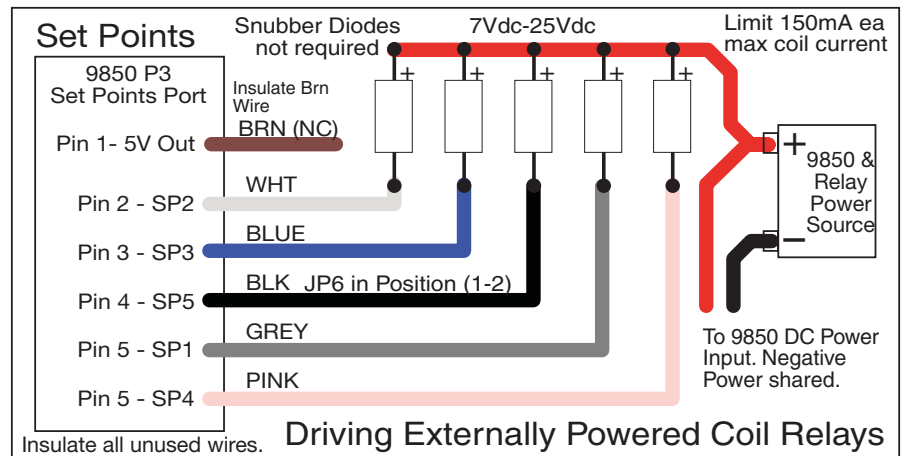 Set Points
Snubber Diodes
not required
7Vdc-25Vdc
Limit 150mA ea
max coil current
9850 P3
Set Points Port
Insulate Brn
Wire
Pin 1- 5V Out
BRN (NC)
+
+
+
+
+
+
9850 &
Relay
Power
Source
−
Pin 2 - SP2
WHT
Pin 3 - SP3
BLUE
Pin 4 - SP5
BLK
JP6 in Position (1-2)
Pin 5 - SP1
GREY
Pin 5 - SP4
PINK
To 9850 DC Power
Input. Negative
Power shared.
Insulate all unused wires.
Driving Externally Powered Coil Relays